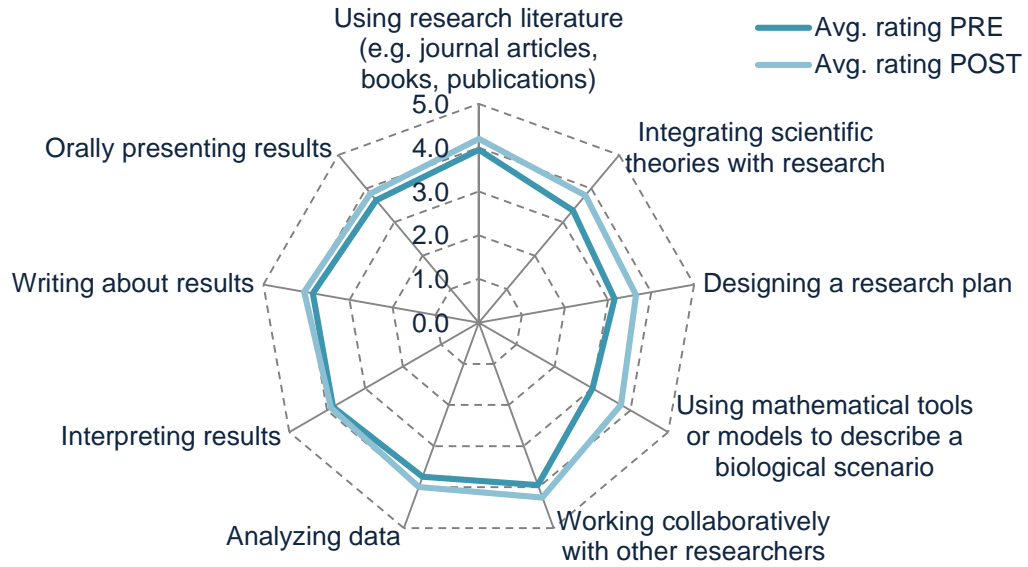 Using research literature
(e.g. journal articles,
books, publications)
Avg. rating PRE
Avg. rating POST
5.0
4.0
3.0
2.0
1.0
0.0
Integrating scientific
theories with research
Designing a research plan
Using mathematical tools
or models to describe a
biological scenario
Working collaboratively
with other researchers
Analyzing data
Interpreting results
Writing about results
Orally presenting results